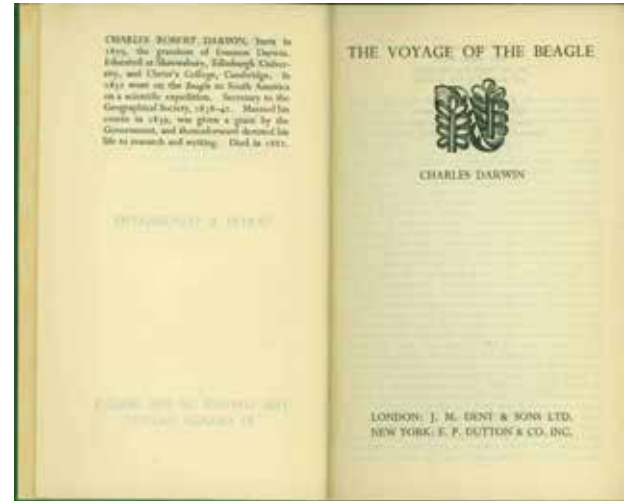 CHARLES ROBERT DARWIN, born in
1809, the grandson of Erasmus Darwin.
Educated at Shrewsbury, Edinburgh Univer-
sity, and Christ's College, Cambridge. In
1831 went on the Beagle to South America
on a scientific expedition. Secretary to the
Geographical Society, 1838-41. Married his
cousin in 1839, was given a grant by the
Government, and thenceforward devoted his
life to research and writing. Died in 1882.
THE VOYAGE OF THE BEAGLE
CHARLES DARWIN
LONDON: J. M. DENT & SONS LTD.
NEW YORK: E. P. DUTTON & CO. INC.